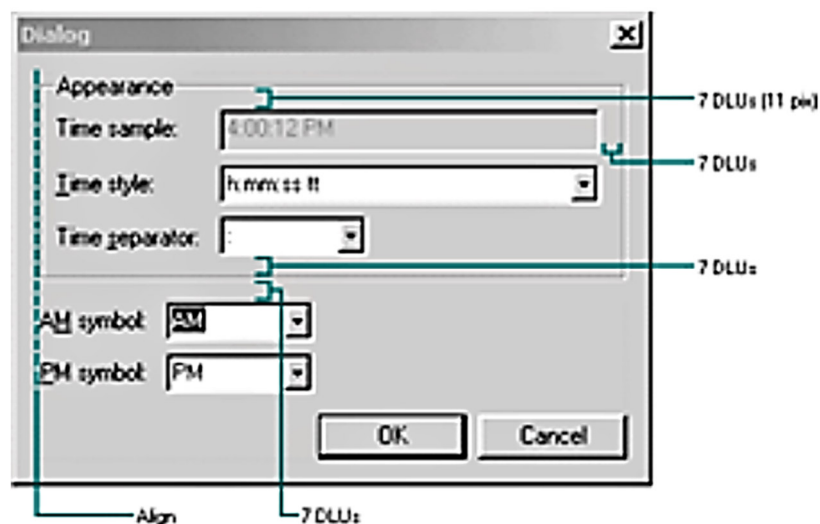 Dialog
Appearance
7 DLUs (11 pix)
Time sample: 4:00:12 PM
7 DLUs
Time style: h:mm:ss tt
Time separator: :
7 DLUs
AM symbol: AM
PM symbol: PM
OK Cancel
Align 7 DLUs